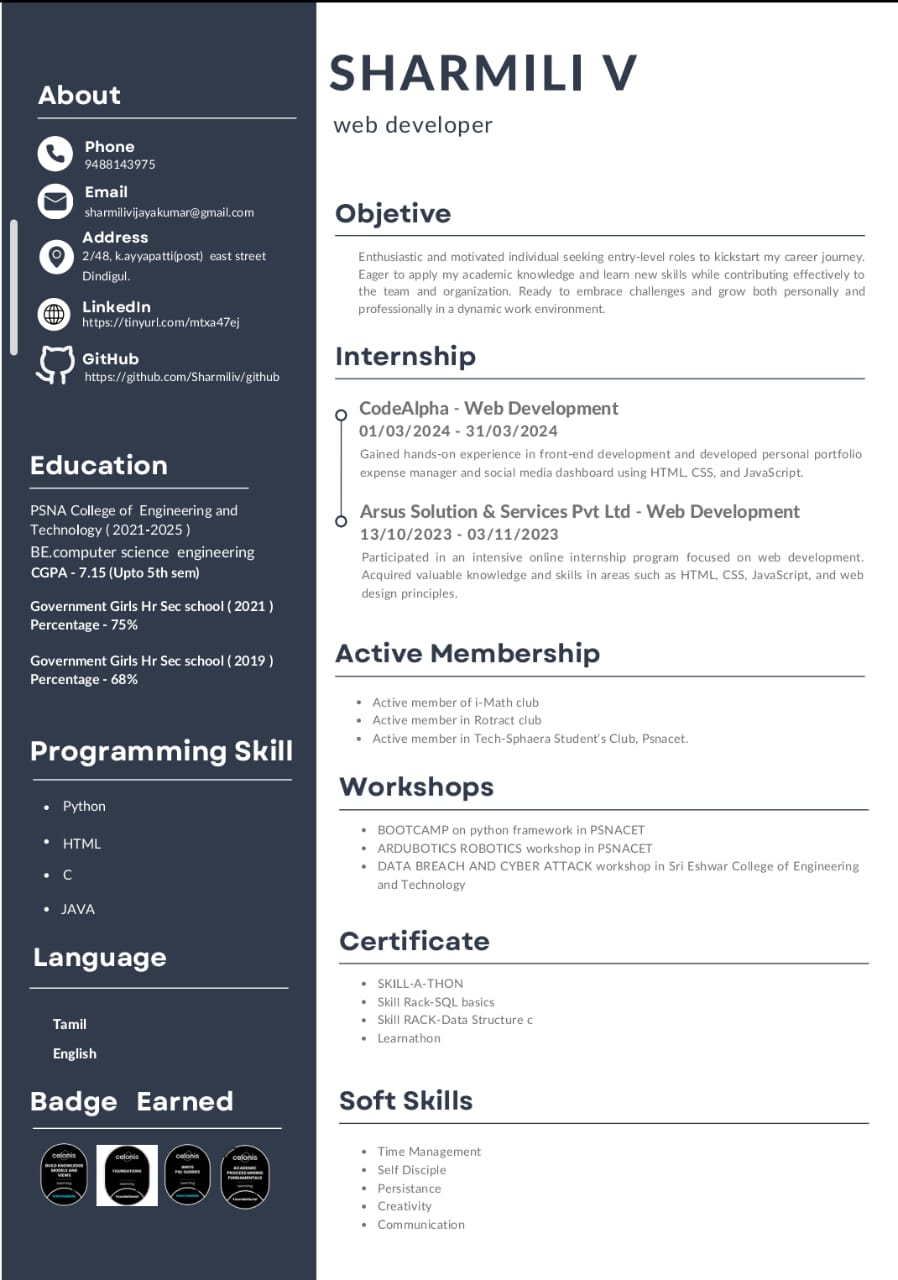 About
Phone
9488143975
Email
sharmilivijayakumar@gmail.com
Address
2/48, k.ayyapatti(post) east street
Dindigul.
LinkedIn
https://tinyurl.com/mtxa47ej
GitHub
https://github.com/Sharmiliv/github
Education
PSNA College of Engineering and
Technology ( 2021-2025 )
BE.computer science engineering
CGPA - 7.15 (Upto 5th sem)
Government Girls Hr Sec school ( 2021 )
Percentage - 75%
Government Girls Hr Sec school ( 2019 )
Percentage - 68%
Programming Skill
• Python
• HTML
• C
• JAVA
Language
Tamil
English
Badge Earned
celonis
BUILD KNOWLEDGE
MODELS AND
VIEWS
celonis
FOUNDATIONS
Foundational
celonis
WRITE
PQL QUERIES
celonis
ACADEMIC
PROCESS MINING
FUNDAMENTALS
Foundational
SHARMILI V
web developer
Objetive
Enthusiastic and motivated individual seeking entry-level roles to kickstart my career journey.
Eager to apply my academic knowledge and learn new skills while contributing effectively to
the team and organization. Ready to embrace challenges and grow both personally and
professionally in a dynamic work environment.
Internship
CodeAlpha - Web Development
01/03/2024 - 31/03/2024
Gained hands-on experience in front-end development and developed personal portfolio
expense manager and social media dashboard using HTML, CSS, and JavaScript.
Arsus Solution & Services Pvt Ltd - Web Development
13/10/2023 - 03/11/2023
Participated in an intensive online internship program focused on web development.
Acquired valuable knowledge and skills in areas such as HTML, CSS, JavaScript, and web
design principles.
Active Membership
• Active member of i-Math club
• Active member in Rotract club
• Active member in Tech-Sphaera Student's Club, Psnacet.
Workshops
• BOOTCAMP on python framework in PSNACET
• ARDUBOTICS ROBOTICS workshop in PSNACET
• DATA BREACH AND CYBER ATTACK workshop in Sri Eshwar College of Engineering
and Technology
Certificate
• SKILL-A-THON
• Skill Rack-SQL basics
• Skill RACK-Data Structure c
• Learnathon
Soft Skills
• Time Management
• Self Disciple
• Persistance
• Creativity
• Communication